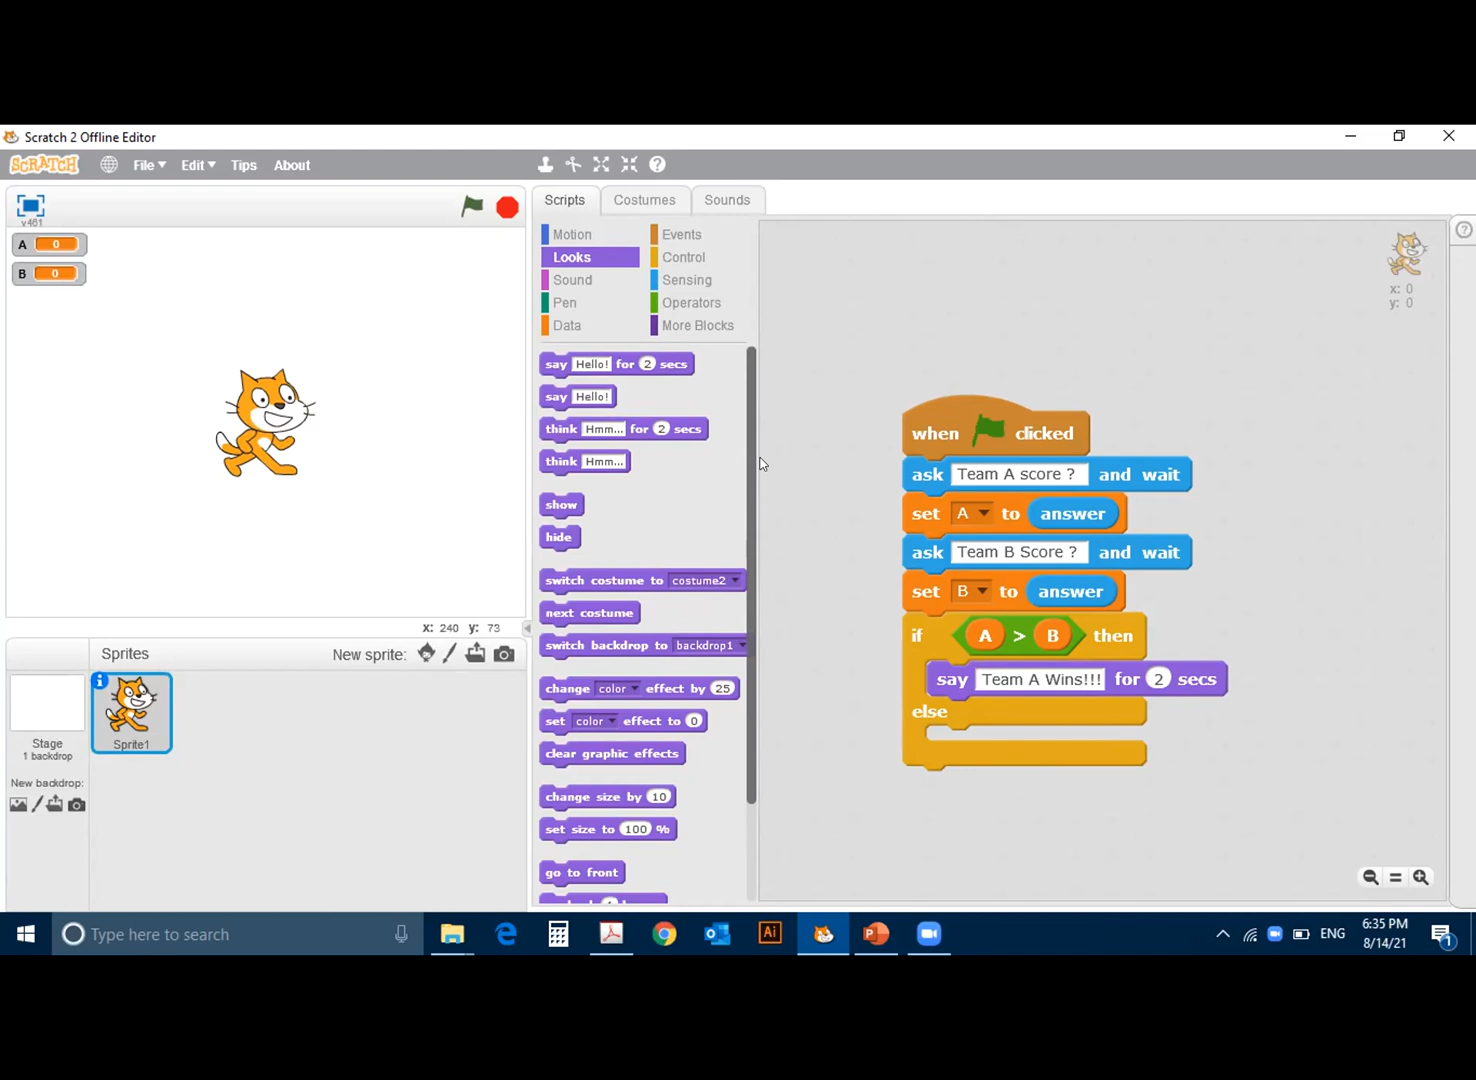 Scratch 2 Offline Editor
SCRATCH File Edit Tips About
v461
A 0
B 0
x: 240 y: 73
Sprites New sprite:
Sprite1
Stage
1 backdrop
New backdrop:
Scripts Costumes Sounds
Motion Events
Looks Control
Sound Sensing
Pen Operators
Data More Blocks
say Hello! for 2 secs
say Hello!
think Hmm... for 2 secs
think Hmm...
show
hide
switch costume to costume2
next costume
switch backdrop to backdrop1
change color effect by 25
set color effect to 0
clear graphic effects
change size by 10
set size to 100 %
go to front
x: 0
y: 0
when clicked
ask Team A score ? and wait
set A to answer
ask Team B Score ? and wait
set B to answer
if A > B then
say Team A Wins!!! for 2 secs
else
Type here to search
Ai
P
ENG
6:35 PM
8/14/21
1